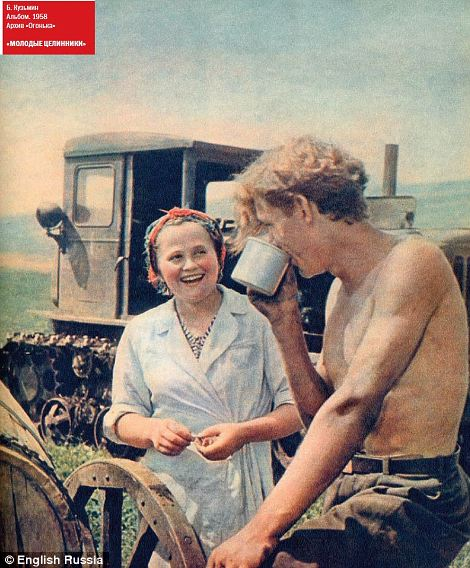 Б. Кузьмин
Альбом. 1958
Архив «Огонька»
«МОЛОДЫЕ ЦЕЛИННИКИ»
© English Russia